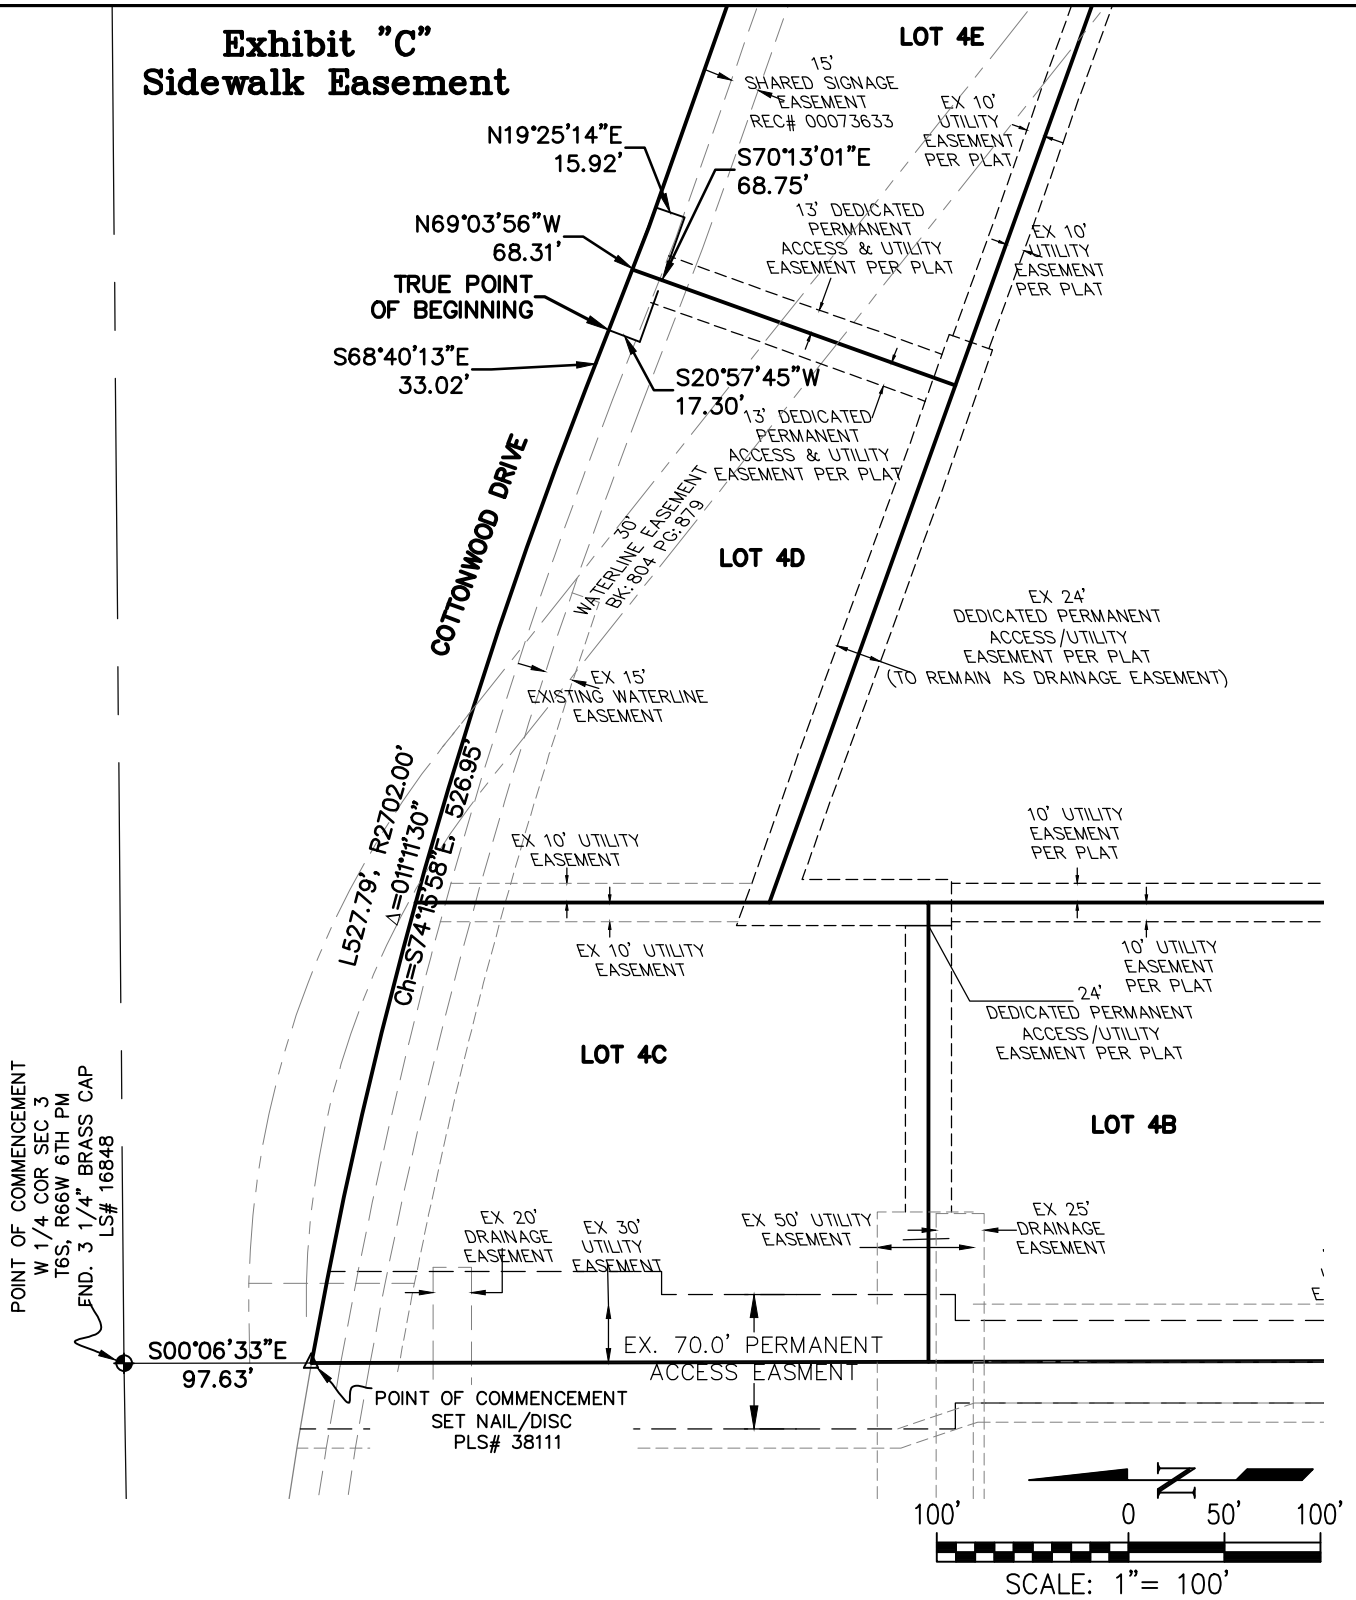 Exhibit "C"
Sidewalk Easement
LOT 4E
15'
SHARED SIGNAGE
EASEMENT
REC# 00073633
EX 10'
UTILITY
EASEMENT
PER PLAT
N19°25'14"E
15.92'
S70°13'01"E
68.75'
13' DEDICATED
PERMANENT
ACCESS & UTILITY
EASEMENT PER PLAT
EX 10'
UTILITY
EASEMENT
PER PLAT
N69°03'56"W
68.31'
TRUE POINT
OF BEGINNING
S68°40'13"E
33.02'
S20°57'45"W
17.30'
13' DEDICATED
PERMANENT
ACCESS & UTILITY
EASEMENT PER PLAT
COTTONWOOD DRIVE
30'
WATERLINE EASEMENT
BK: 804 PG: 879
LOT 4D
EX 24'
DEDICATED PERMANENT
ACCESS/UTILITY
EASEMENT PER PLAT
(TO REMAIN AS DRAINAGE EASEMENT)
EX 15'
EXISTING WATERLINE
EASEMENT
L527.79', R2702.00'
Δ=011°11'30"
Ch=S74°15'58"E, 526.95'
EX 10' UTILITY
EASEMENT
10' UTILITY
EASEMENT
PER PLAT
EX 10' UTILITY
EASEMENT
10' UTILITY
EASEMENT
PER PLAT
24'
DEDICATED PERMANENT
ACCESS/UTILITY
EASEMENT PER PLAT
LOT 4C
LOT 4B
POINT OF COMMENCEMENT
W 1/4 COR SEC 3
T6S, R66W 6TH PM
FND. 3 1/4" BRASS CAP
LS# 16848
EX 20'
DRAINAGE
EASEMENT
EX 30'
UTILITY
EASEMENT
EX 50' UTILITY
EASEMENT
EX 25'
DRAINAGE
EASEMENT
E
EX. 70.0' PERMANENT
ACCESS EASMENT
S00°06'33"E
97.63'
POINT OF COMMENCEMENT
SET NAIL/DISC
PLS# 38111
N
100' 0 50' 100'
SCALE: 1"= 100'